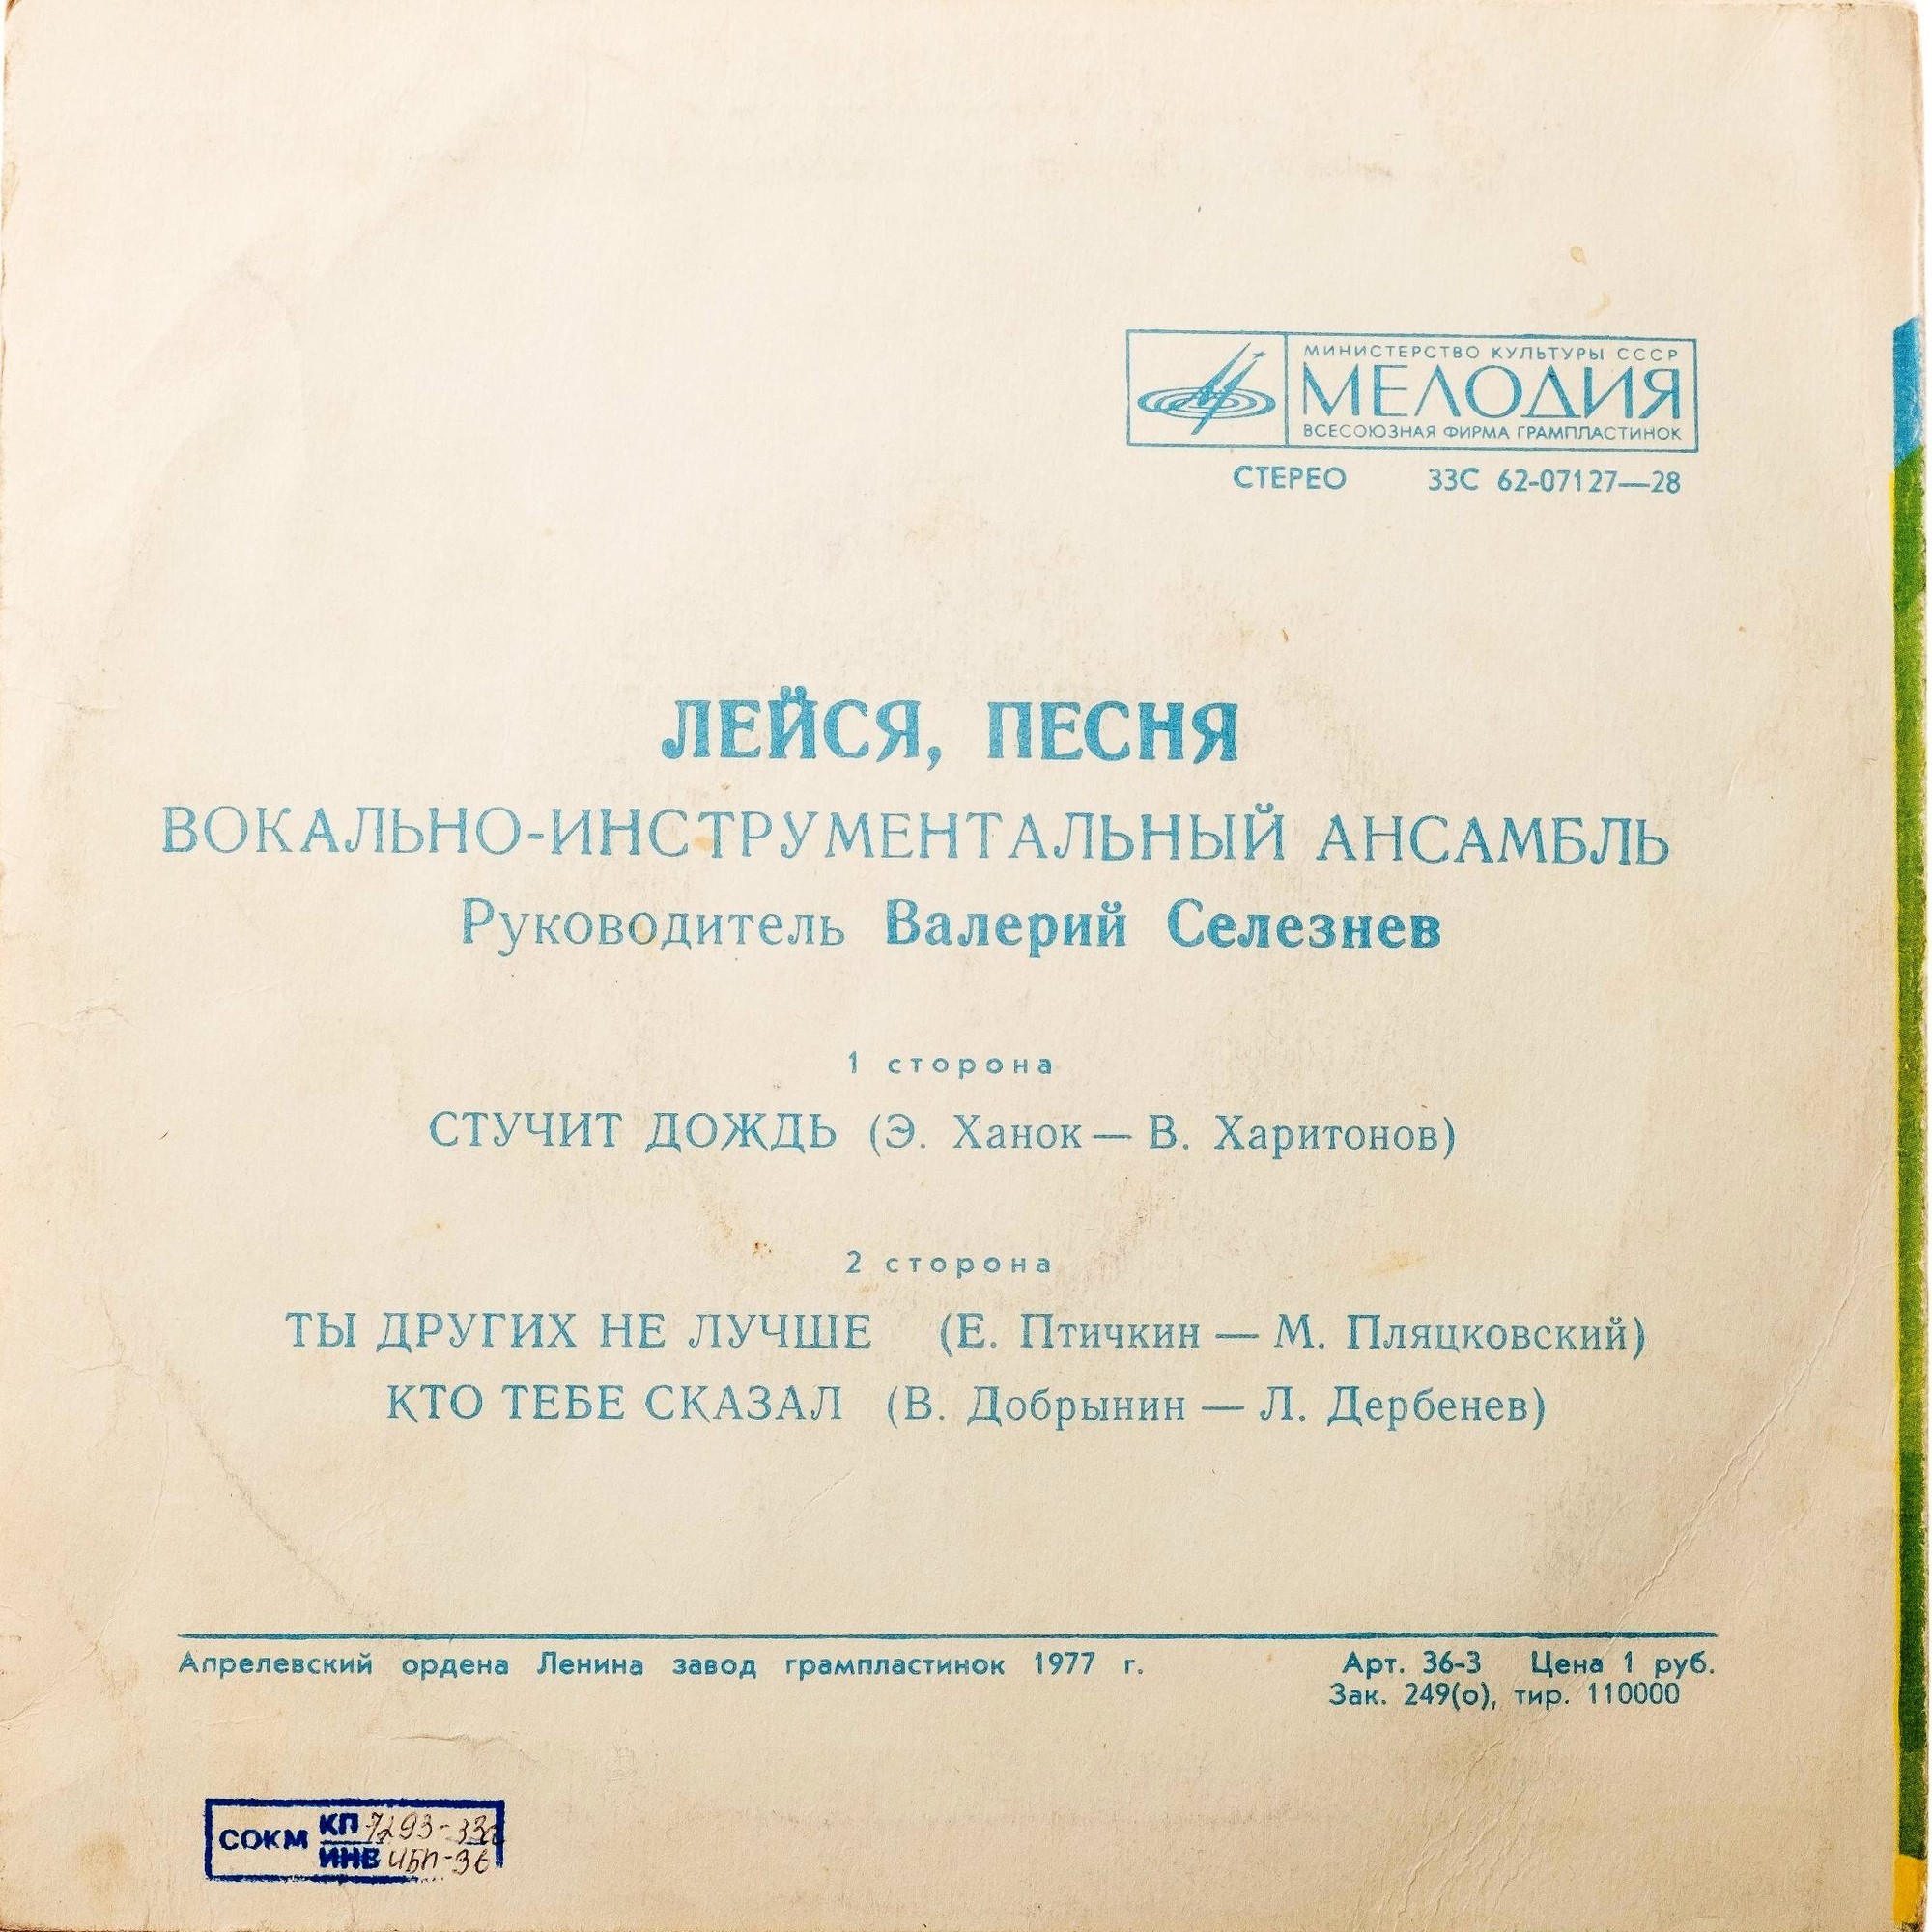 МИНИСТЕРСТВО КУЛЬТУРЫ СССР
МЕЛОДИЯ
ВСЕСОЮЗНАЯ ФИРМА ГРАМПЛАСТИНОК
СТЕРЕО 33С 62-07127—28
ЛЕЙСЯ, ПЕСНЯ
ВОКАЛЬНО-ИНСТРУМЕНТАЛЬНЫЙ АНСАМБЛЬ
Руководитель Валерий Селезнев
1 сторона
СТУЧИТ ДОЖДЬ (Э. Ханок — В. Харитонов)
2 сторона
ТЫ ДРУГИХ НЕ ЛУЧШЕ (Е. Птичкин — М. Пляцковский)
КТО ТЕБЕ СКАЗАЛ (В. Добрынин — Л. Дербенев)
Апрелевский ордена Ленина завод грампластинок 1977 г. Арт. 36-3 Цена 1 руб.
Зак. 249(о), тир. 110000
СОКМ КП
ИНВ